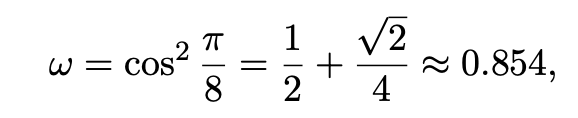 ω = cos² π/8 = 1/2 + √2/4 ≈ 0.854,